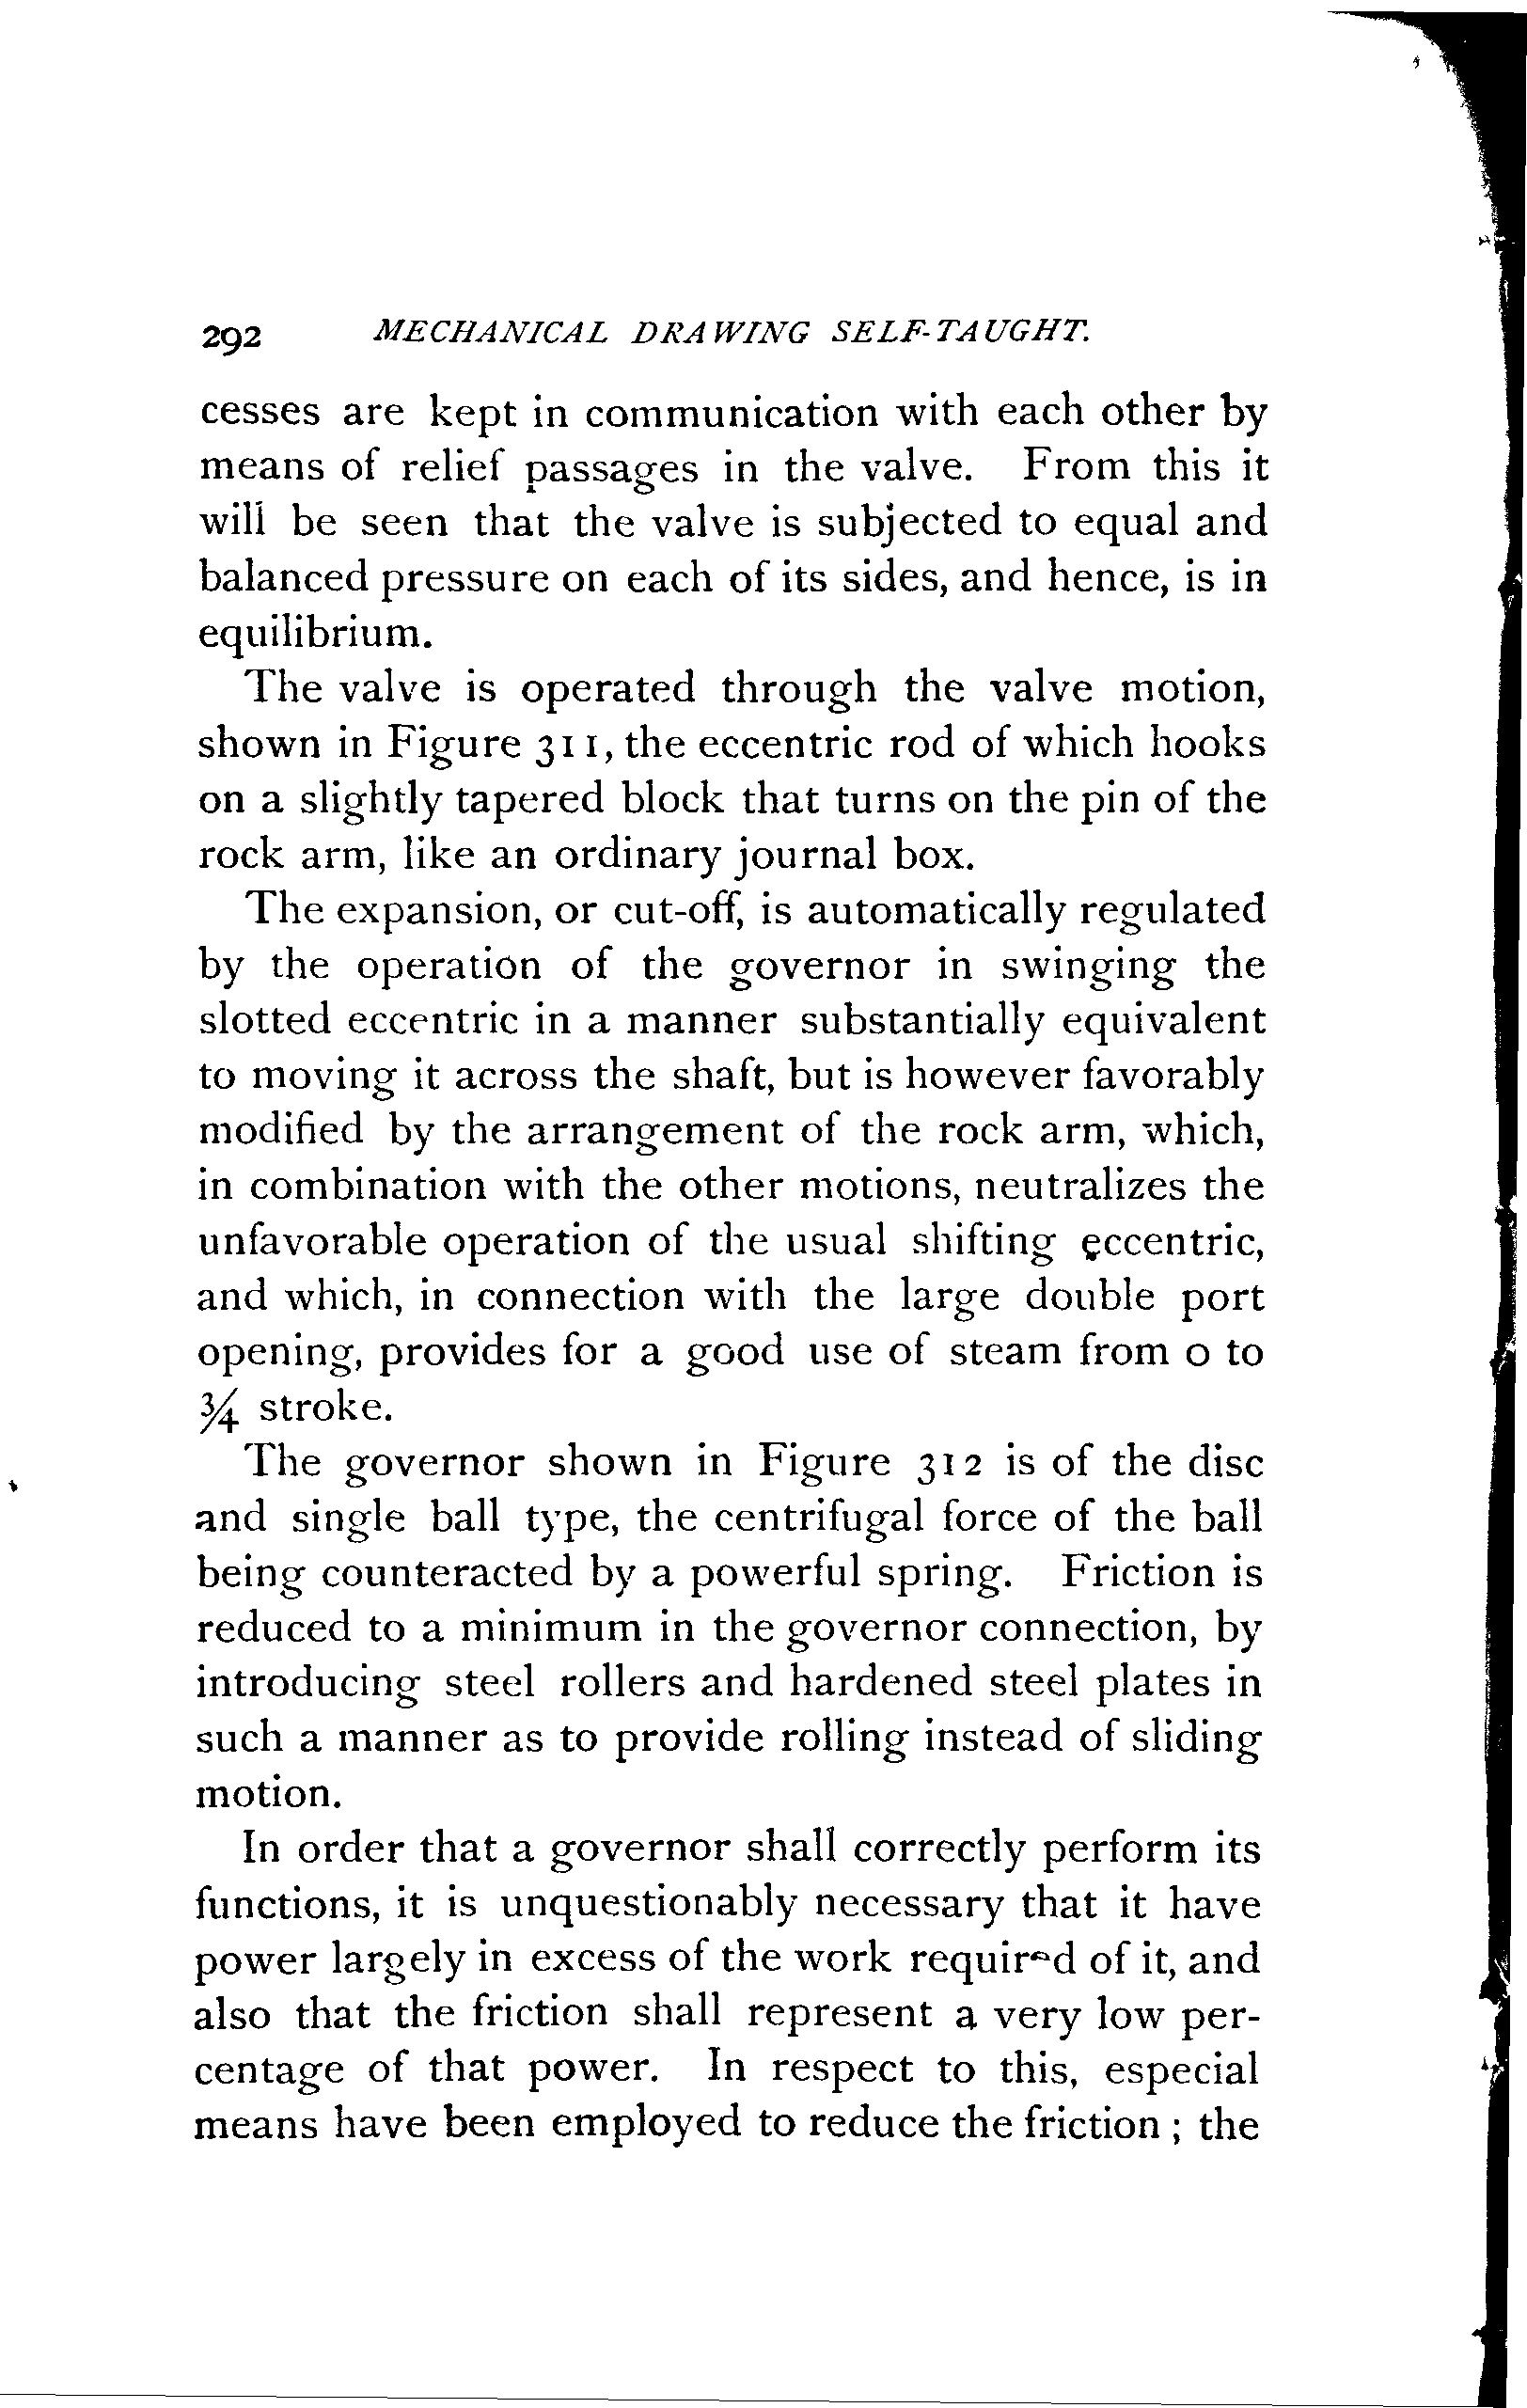 292 MECHANICAL DRAWING SELF-TAUGHT.
cesses are kept in communication with each other by
means of relief passages in the valve. From this it
will be seen that the valve is subjected to equal and
balanced pressure on each of its sides, and hence, is in
equilibrium.
The valve is operated through the valve motion,
shown in Figure 311, the eccentric rod of which hooks
on a slightly tapered block that turns on the pin of the
rock arm, like an ordinary journal box.
The expansion, or cut-off, is automatically regulated
by the operation of the governor in swinging the
slotted eccentric in a manner substantially equivalent
to moving it across the shaft, but is however favorably
modified by the arrangement of the rock arm, which,
in combination with the other motions, neutralizes the
unfavorable operation of the usual shifting eccentric,
and which, in connection with the large double port
opening, provides for a good use of steam from 0 to
¾ stroke.
The governor shown in Figure 312 is of the disc
and single ball type, the centrifugal force of the ball
being counteracted by a powerful spring. Friction is
reduced to a minimum in the governor connection, by
introducing steel rollers and hardened steel plates in
such a manner as to provide rolling instead of sliding
motion.
In order that a governor shall correctly perform its
functions, it is unquestionably necessary that it have
power largely in excess of the work required of it, and
also that the friction shall represent a very low per-
centage of that power. In respect to this, especial
means have been employed to reduce the friction ; the